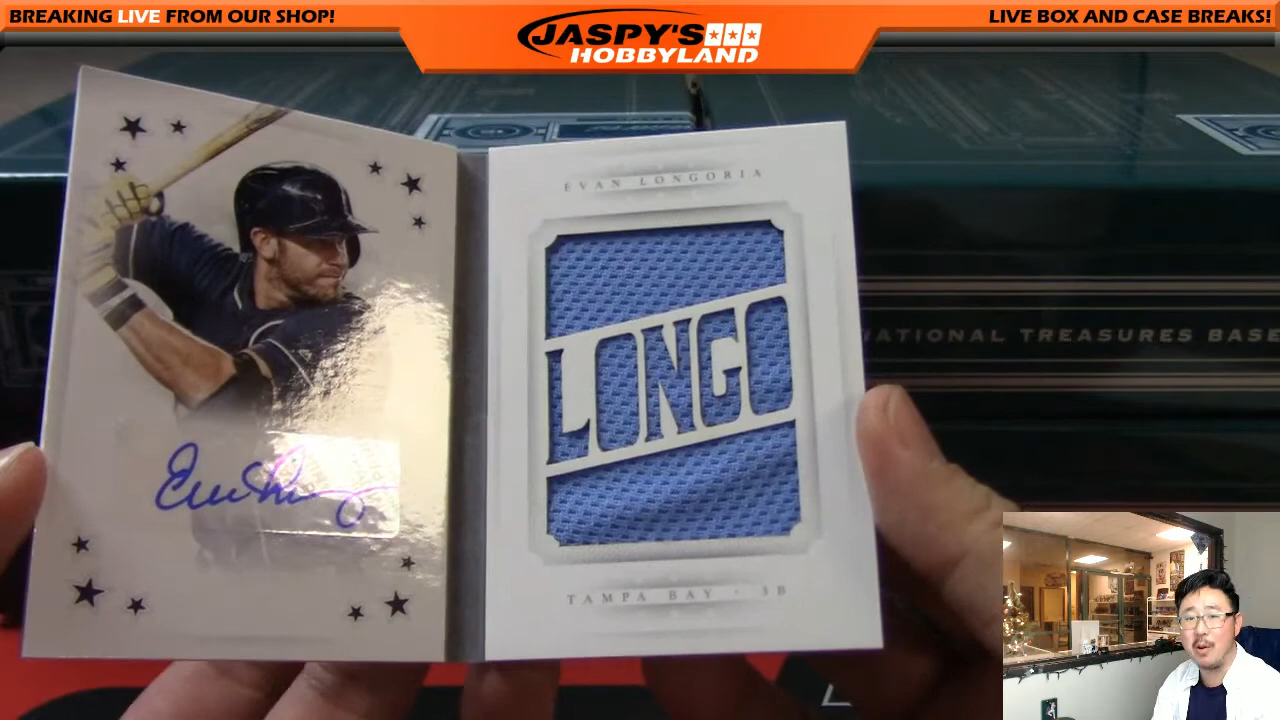 BREAKING LIVE FROM OUR SHOP!
JASPY'S
HOBBYLAND
LIVE BOX AND CASE BREAKS!
EVAN LONGORIA
LONGO
TAMPA BAY · 3B
NATIONAL TREASURES BASE